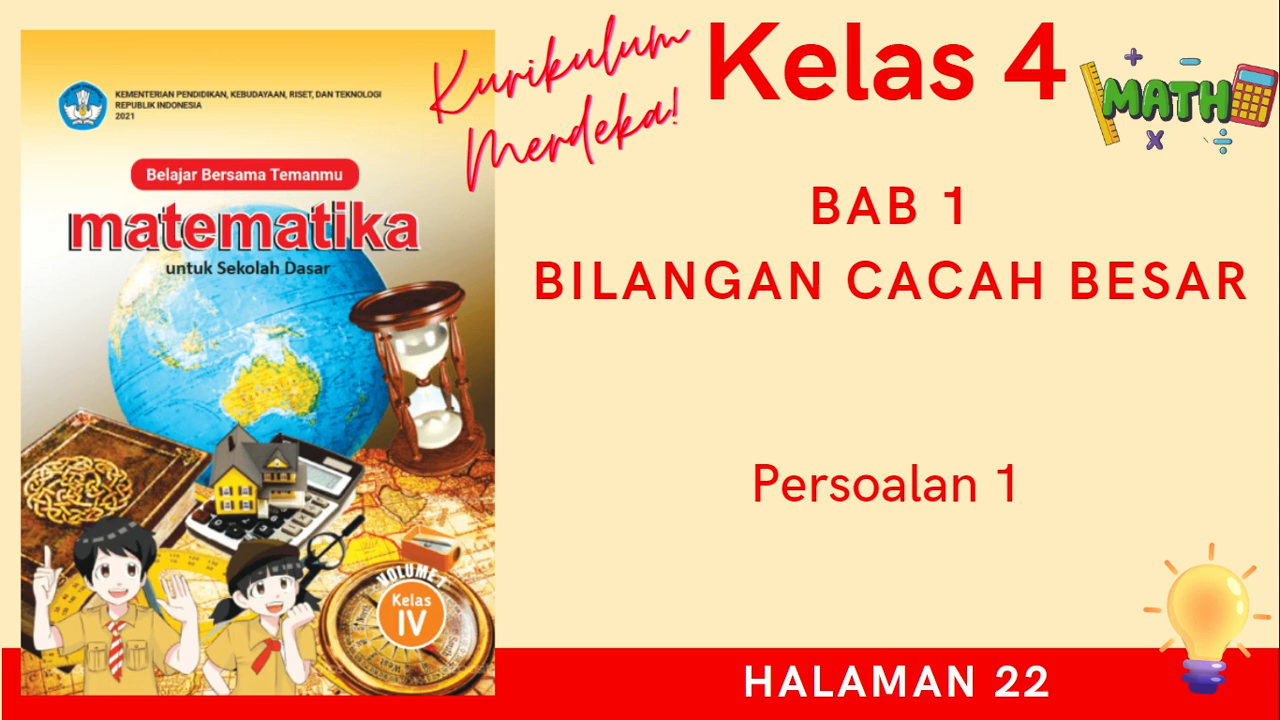 KEMENTERIAN PENDIDIKAN, KEBUDAYAAN, RISET, DAN TEKNOLOGI
REPUBLIK INDONESIA
2021
Belajar Bersama Temanmu
matematika
untuk Sekolah Dasar
VOLUME 1
Kelas
IV
Kurikulum
Merdeka!
Kelas 4
MATH
BAB 1
BILANGAN CACAH BESAR
Persoalan 1
HALAMAN 22